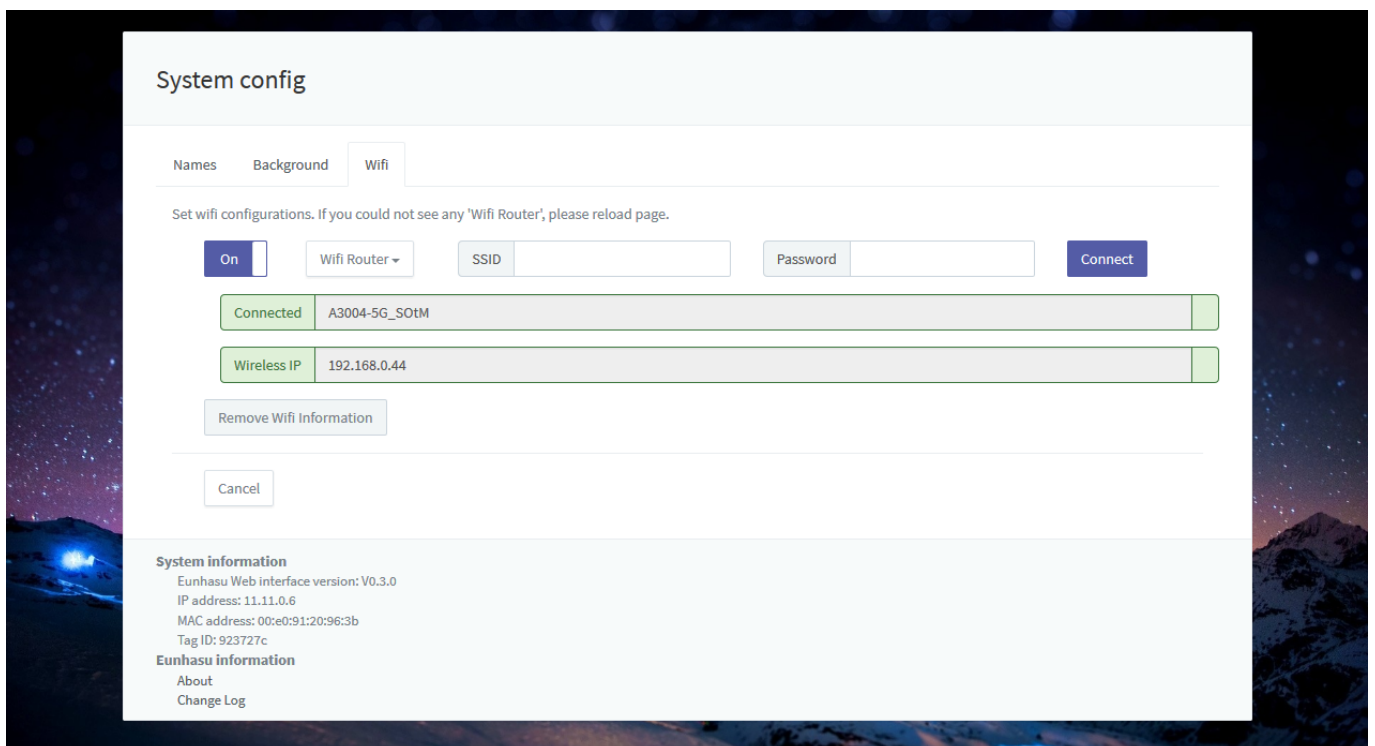 System config
Names Background Wifi
Set wifi configurations. If you could not see any 'Wifi Router', please reload page.
On Wifi Router SSID Password Connect
Connected A3004-5G_SOtM
Wireless IP 192.168.0.44
Remove Wifi Information
Cancel
System information
Eunhasu Web interface version: V0.3.0
IP address: 11.11.0.6
MAC address: 00:e0:91:20:96:3b
Tag ID: 923727c
Eunhasu information
About
Change Log